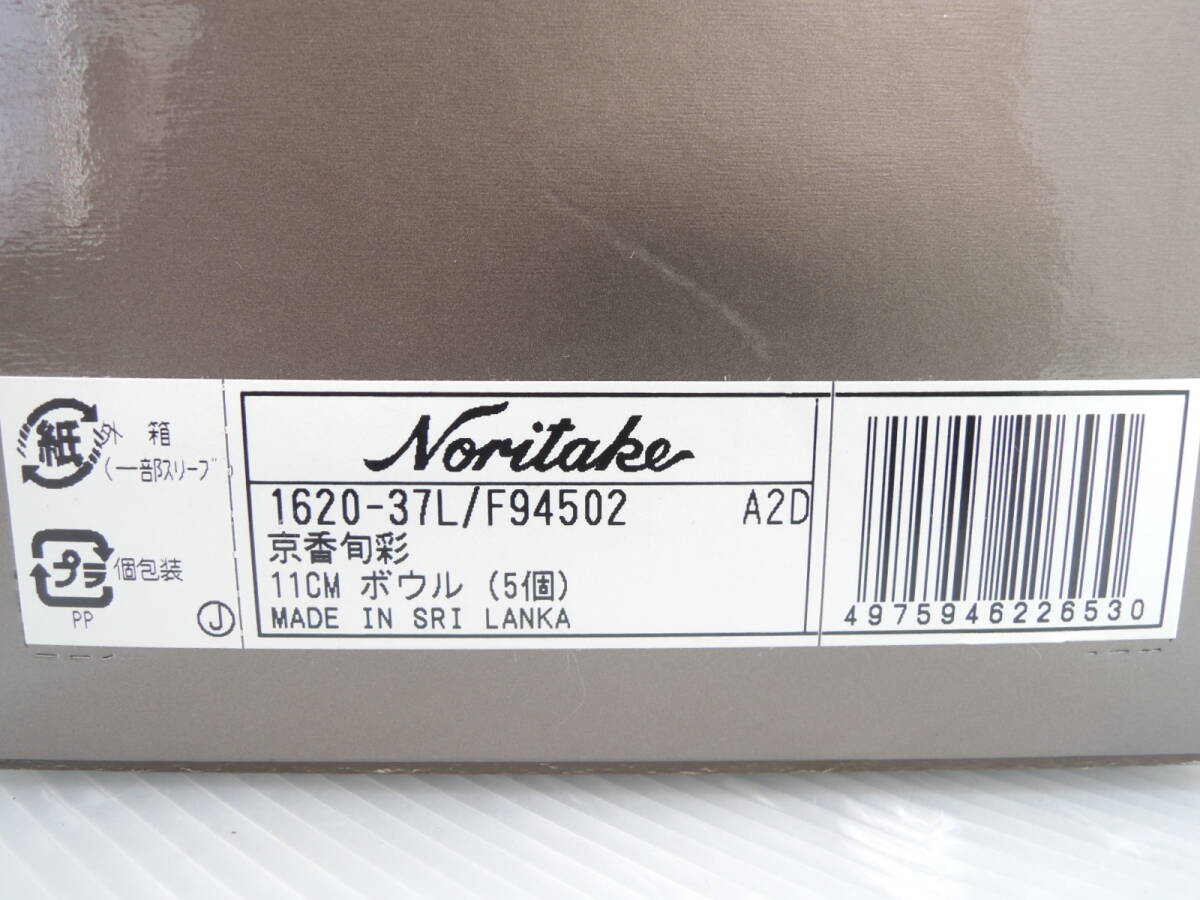 紙
外 箱
(一部スリーブ)
プラ
個包装
PP
J
Noritake
1620-37L/F94502 A2D
京香旬彩
11CM ボウル (5個)
MADE IN SRI LANKA
4975946226530